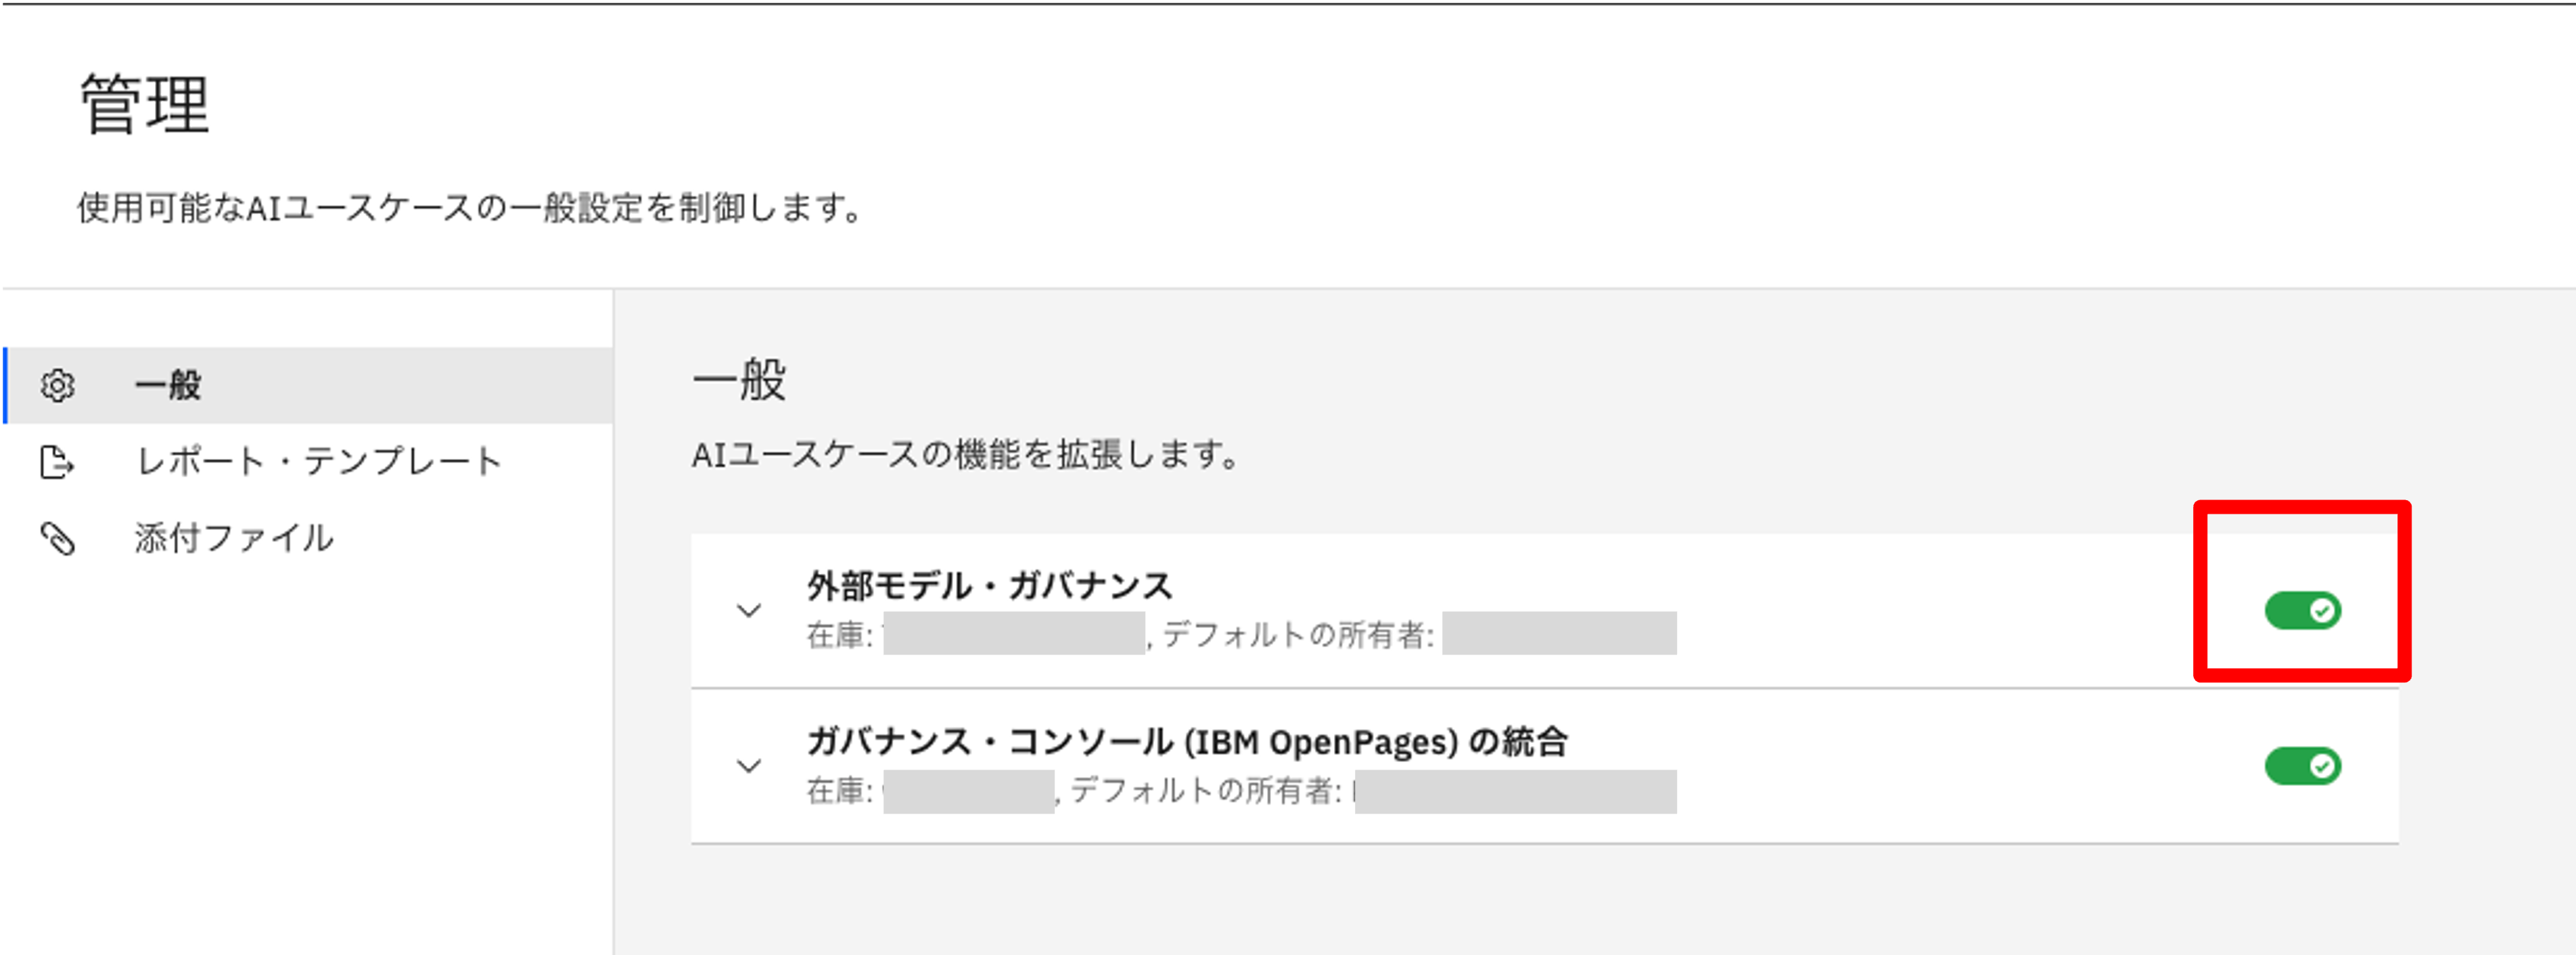 管理
使用可能なAIユースケースの一般設定を制御します。
一般
レポート・テンプレート
添付ファイル
一般
AIユースケースの機能を拡張します。
外部モデル・ガバナンス
在庫: , デフォルトの所有者:
ガバナンス・コンソール (IBM OpenPages) の統合
在庫: , デフォルトの所有者: